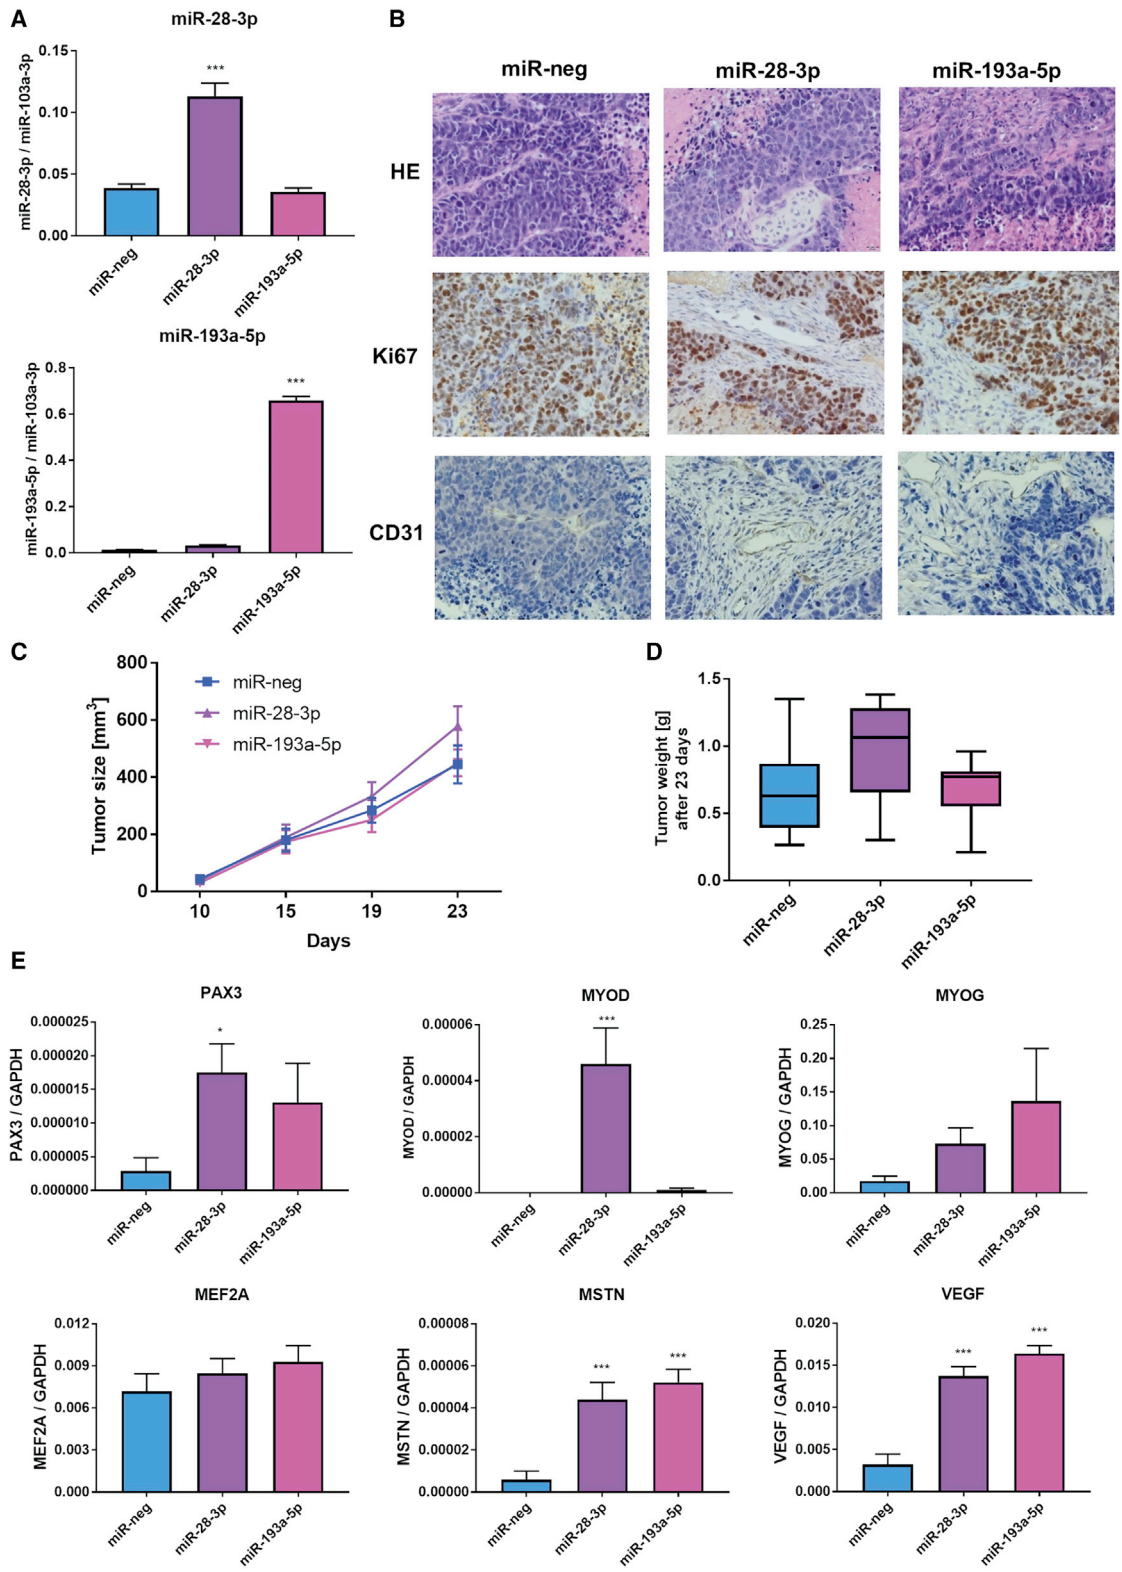 A
miR-28-3p
miR-28-3p / miR-103a-3p
0.15
0.10
0.05
0.00
***
miR-neg
miR-28-3p
miR-193a-5p
miR-193a-5p
miR-193a-5p / miR-103a-3p
0.8
0.6
0.4
0.2
0.0
***
miR-neg
miR-28-3p
miR-193a-5p
B
miR-neg
miR-28-3p
miR-193a-5p
HE
Ki67
CD31
C
Tumor size [mm³]
800
600
400
200
0
miR-neg
miR-28-3p
miR-193a-5p
10
15
19
23
Days
D
Tumor weight [g]
after 23 days
1.5
1.0
0.5
0.0
miR-neg
miR-28-3p
miR-193a-5p
E
PAX3
PAX3 / GAPDH
0.000025
0.000020
0.000015
0.000010
0.000005
0.000000
*
miR-neg
miR-28-3p
miR-193a-5p
MYOD
MYOD / GAPDH
0.00006
0.00004
0.00002
0.00000
***
miR-neg
miR-28-3p
miR-193a-5p
MYOG
MYOG / GAPDH
0.25
0.20
0.15
0.10
0.05
0.00
miR-neg
miR-28-3p
miR-193a-5p
MEF2A
MEF2A / GAPDH
0.012
0.009
0.006
0.003
0.000
miR-neg
miR-28-3p
miR-193a-5p
MSTN
MSTN / GAPDH
0.00008
0.00006
0.00004
0.00002
0.00000
***
***
miR-neg
miR-28-3p
miR-193a-5p
VEGF
VEGF / GAPDH
0.020
0.015
0.010
0.005
0.000
***
***
miR-neg
miR-28-3p
miR-193a-5p